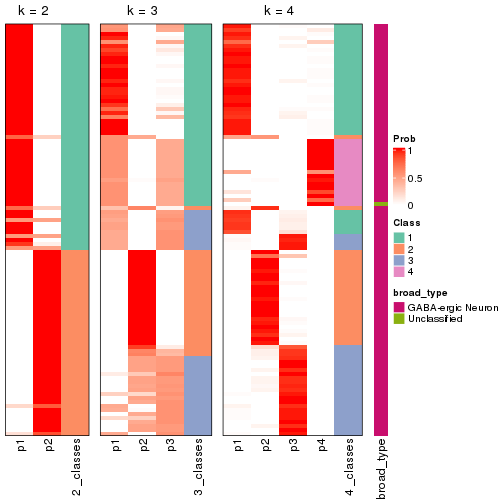 k = 2
k = 3
k = 4
Prob
1
0.5
0
Class
1
2
3
4
broad_type
GABA-ergic Neuron
Unclassified
p1
p2
2_classes
p1
p2
p3
3_classes
p1
p2
p3
p4
4_classes
broad_type